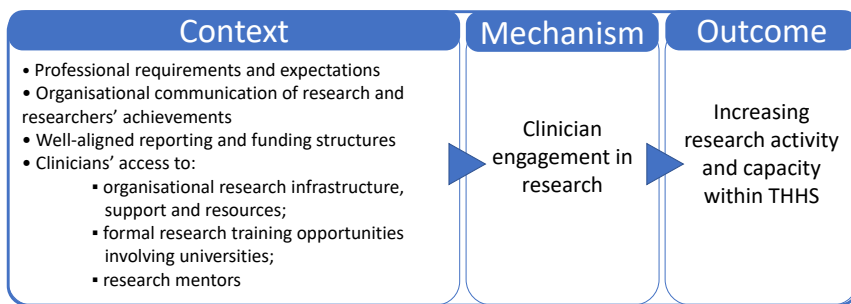 Context
• Professional requirements and expectations
• Organisational communication of research and
researchers’ achievements
• Well-aligned reporting and funding structures
• Clinicians’ access to:
▪ organisational research infrastructure,
support and resources;
▪ formal research training opportunities
involving universities;
▪ research mentors
Mechanism
Clinician
engagement in
research
Outcome
Increasing
research activity
and capacity
within THHS